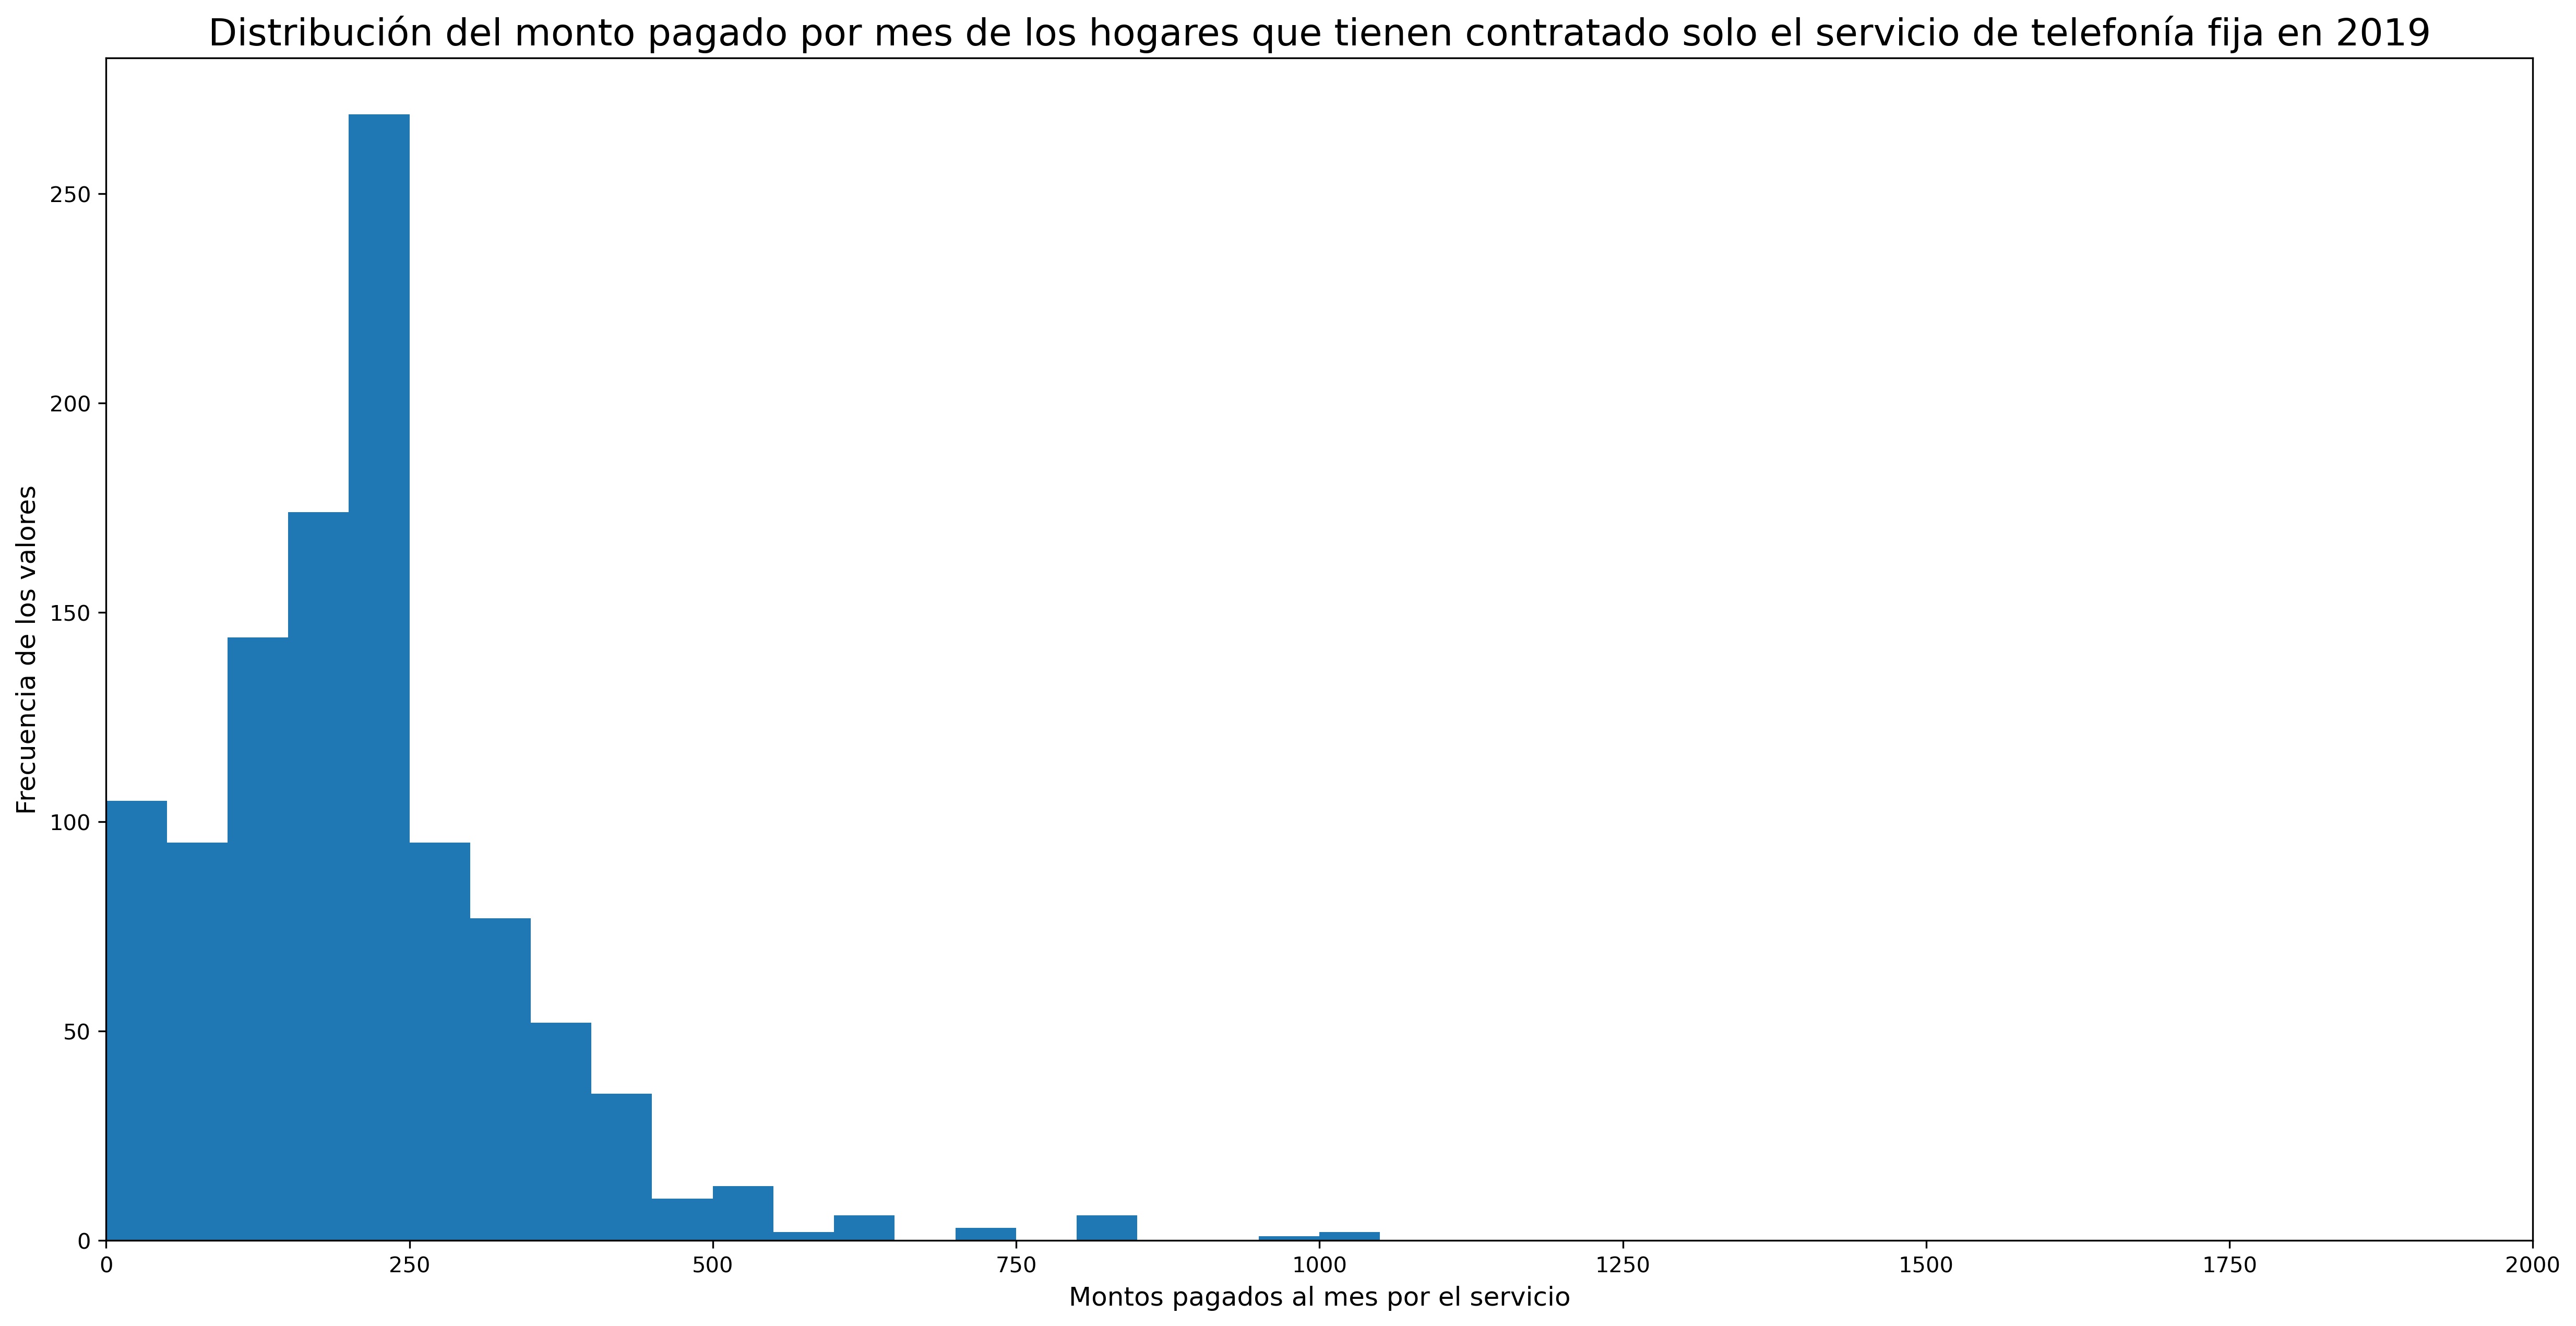 Distribución del monto pagado por mes de los hogares que tienen contratado solo el servicio de telefonía fija en 2019
Frecuencia de los valores
250
200
150
100
50
0
0 250 500 750 1000 1250 1500 1750 2000
Montos pagados al mes por el servicio